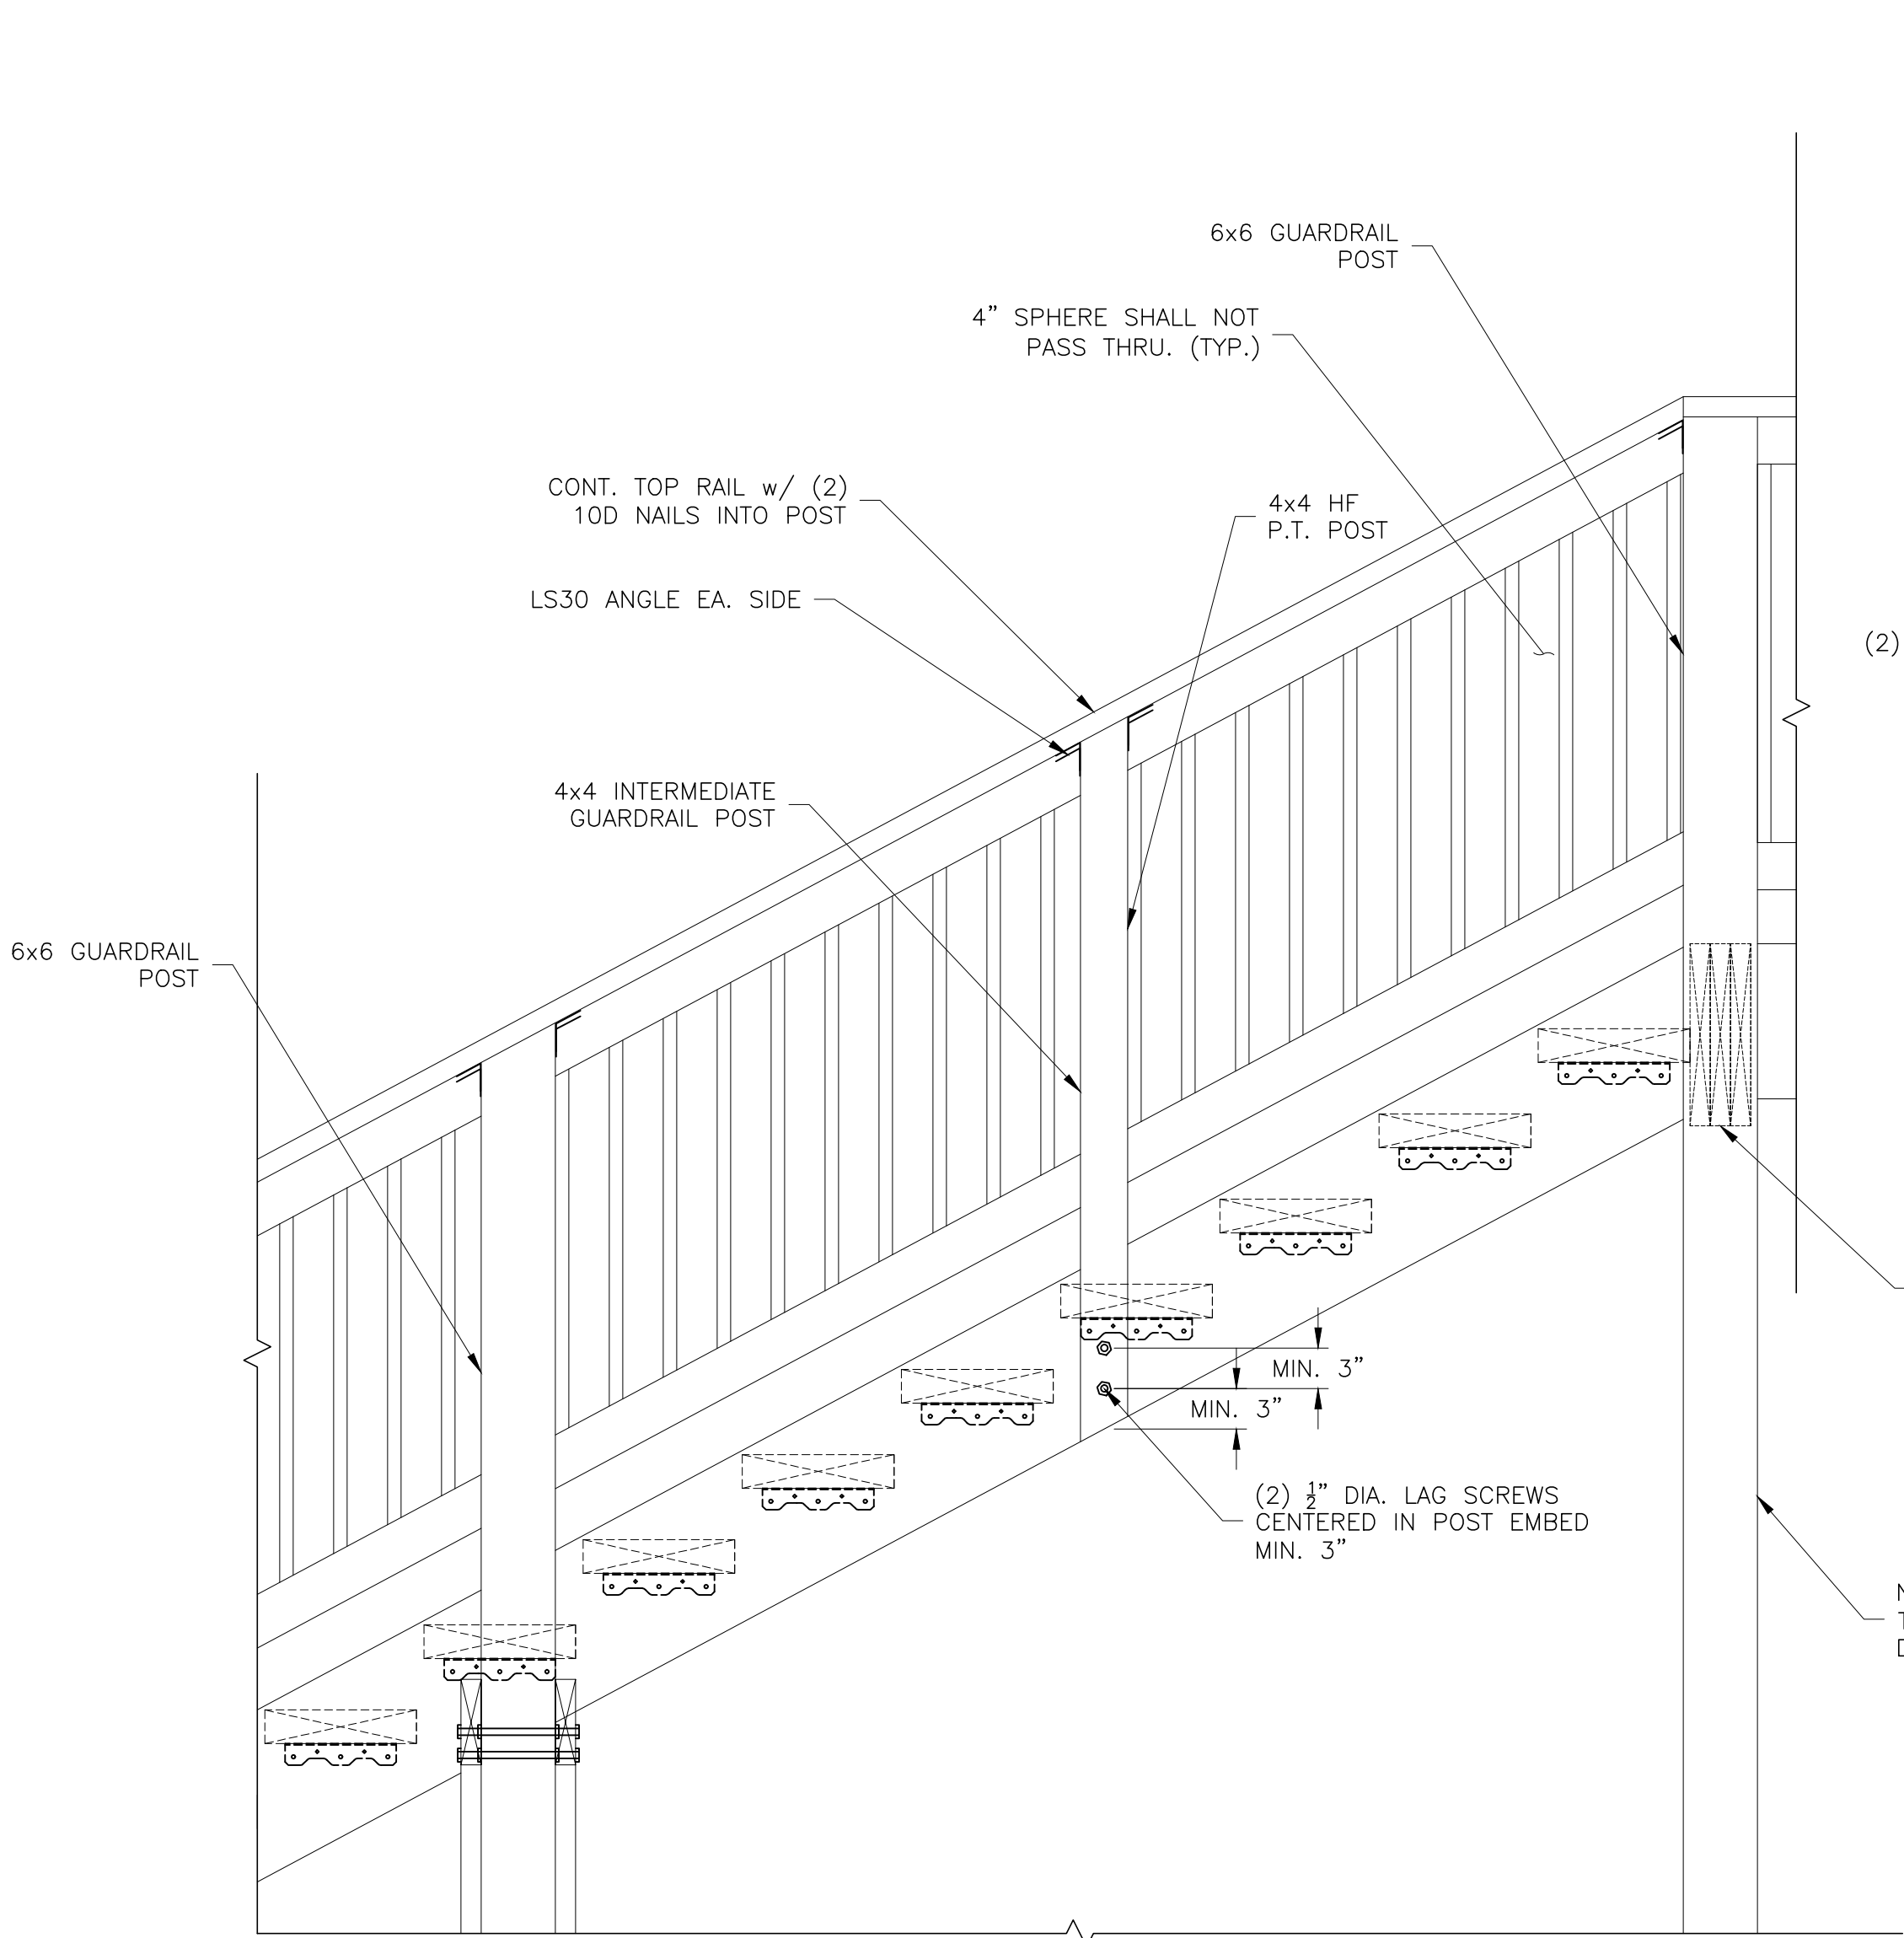 6x6 GUARDRAIL
POST
4” SPHERE SHALL NOT
PASS THRU. (TYP.)
CONT. TOP RAIL w/ (2)
10D NAILS INTO POST
4x4 HF
P.T. POST
LS30 ANGLE EA. SIDE
(2)
4x4 INTERMEDIATE
GUARDRAIL POST
6x6 GUARDRAIL
POST
MIN. 3”
MIN. 3”
(2) ½” DIA. LAG SCREWS
CENTERED IN POST EMBED
MIN. 3”